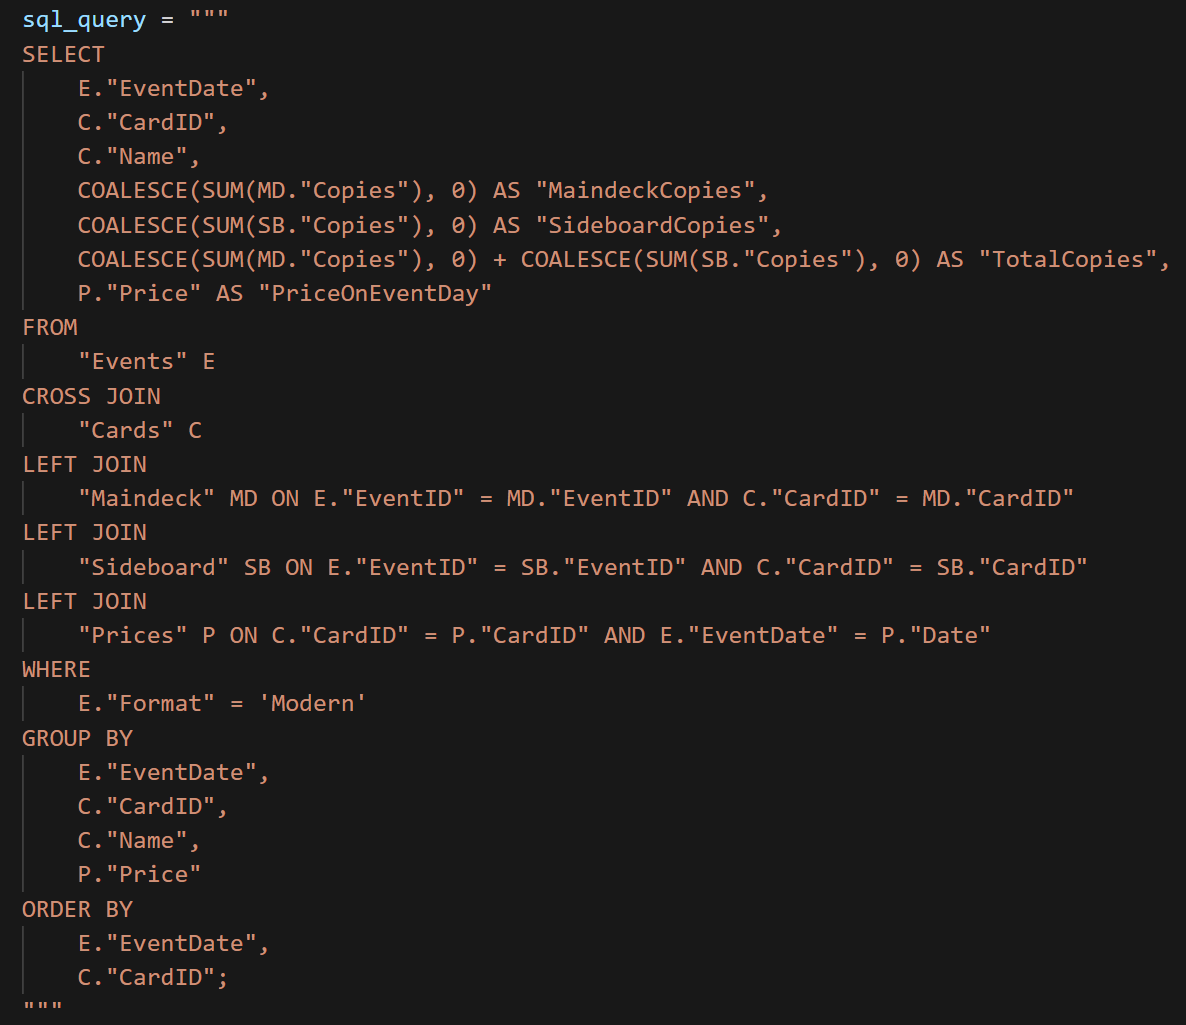 sql_query = """
SELECT
    E."EventDate",
    C."CardID",
    C."Name",
    COALESCE(SUM(MD."Copies"), 0) AS "MaindeckCopies",
    COALESCE(SUM(SB."Copies"), 0) AS "SideboardCopies",
    COALESCE(SUM(MD."Copies"), 0) + COALESCE(SUM(SB."Copies"), 0) AS "TotalCopies",
    P."Price" AS "PriceOnEventDay"
FROM
    "Events" E
CROSS JOIN
    "Cards" C
LEFT JOIN
    "Maindeck" MD ON E."EventID" = MD."EventID" AND C."CardID" = MD."CardID"
LEFT JOIN
    "Sideboard" SB ON E."EventID" = SB."EventID" AND C."CardID" = SB."CardID"
LEFT JOIN
    "Prices" P ON C."CardID" = P."CardID" AND E."EventDate" = P."Date"
WHERE
    E."Format" = 'Modern'
GROUP BY
    E."EventDate",
    C."CardID",
    C."Name",
    P."Price"
ORDER BY
    E."EventDate",
    C."CardID";
"""